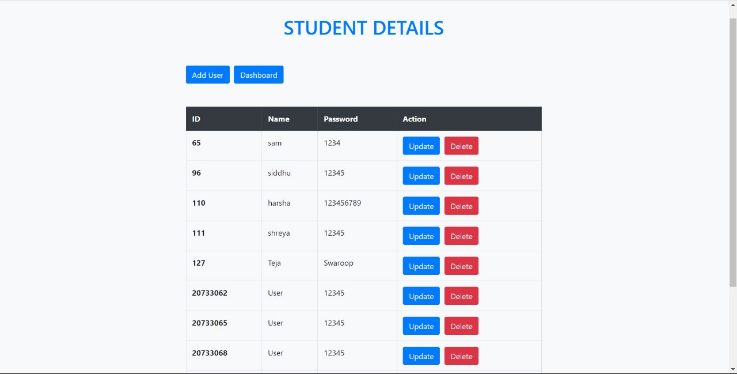 STUDENT DETAILS
Add User Dashboard
ID Name Password Action
65 sam 1234 Update Delete
96 siddhu 12345 Update Delete
110 harsha 123456789 Update Delete
111 shreya 12345 Update Delete
127 Teja Swaroop Update Delete
20733062 User 12345 Update Delete
20733065 User 12345 Update Delete
20733068 User 12345 Update Delete